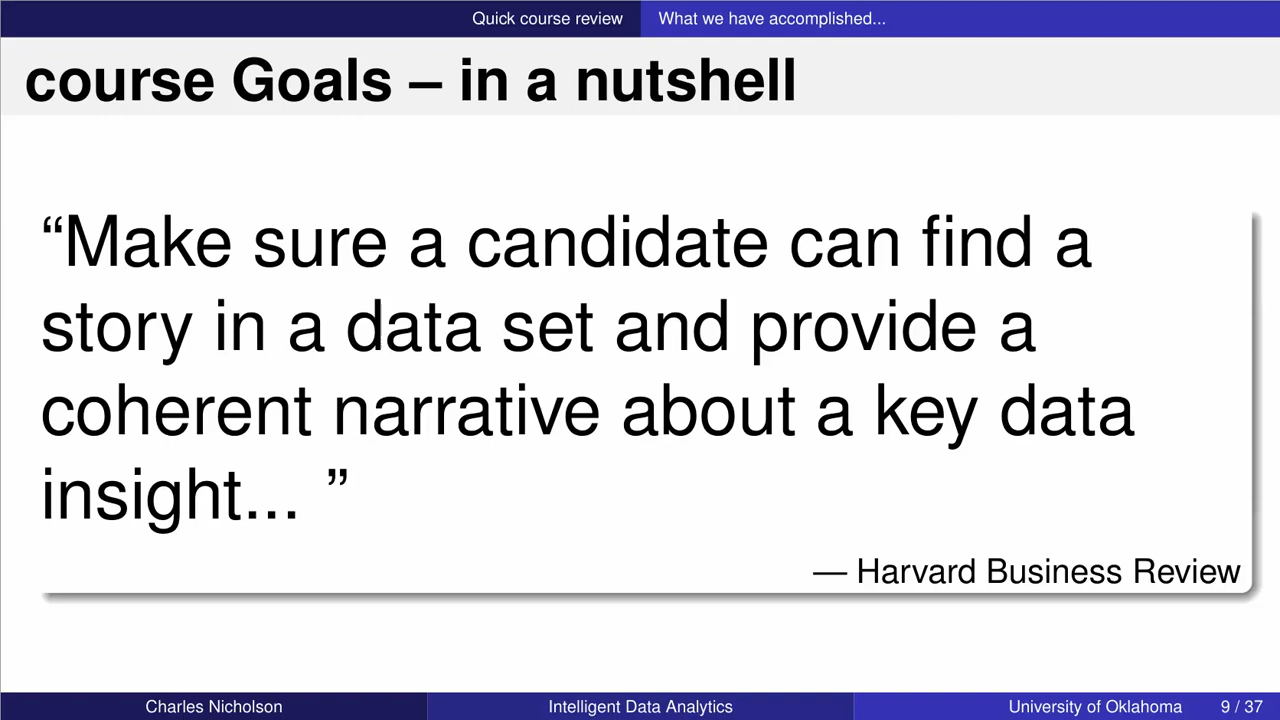 Quick course review What we have accomplished...
course Goals – in a nutshell
“Make sure a candidate can find a
story in a data set and provide a
coherent narrative about a key data
insight... ”
— Harvard Business Review
Charles Nicholson Intelligent Data Analytics University of Oklahoma 9 / 37